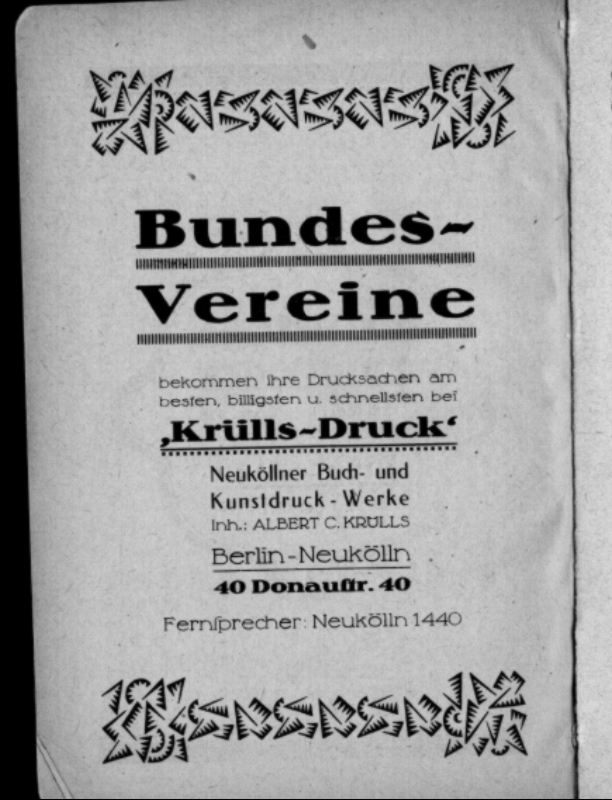 Bundes-
Vereine
bekommen ihre Drucksachen am
besten, billigsten u. schnellsten bei
‚Krülls-Druck‘
Neuköllner Buch- und
Kunstdruck - Werke
Inh.: ALBERT C. KRÜLLS
Berlin-Neukölln
40 Donauſtr. 40
Fernſprecher: Neukölln 1440